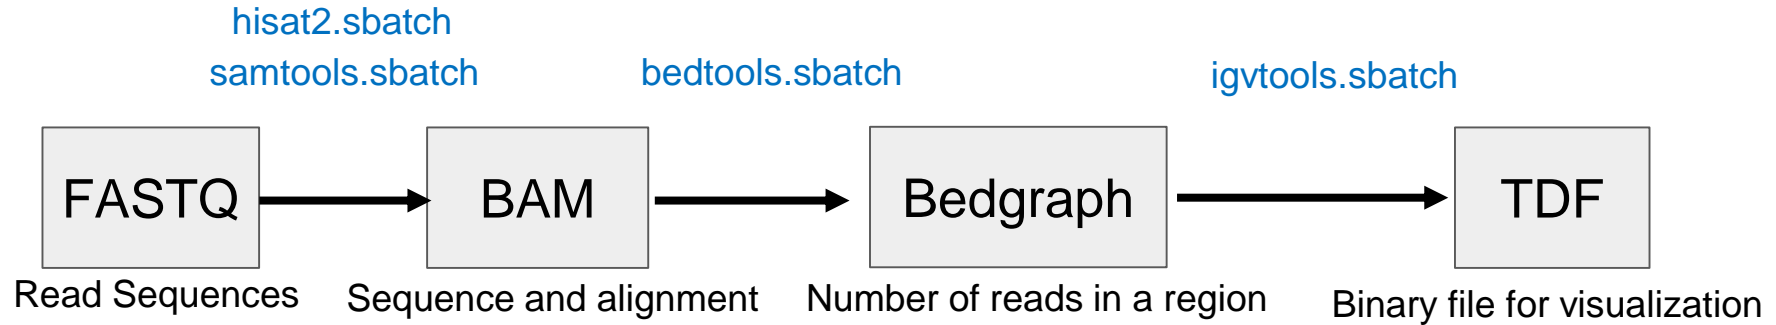 hisat2.sbatch
samtools.sbatch
bedtools.sbatch
igvtools.sbatch
FASTQ
BAM
Bedgraph
TDF
Read Sequences
Sequence and alignment
Number of reads in a region
Binary file for visualization